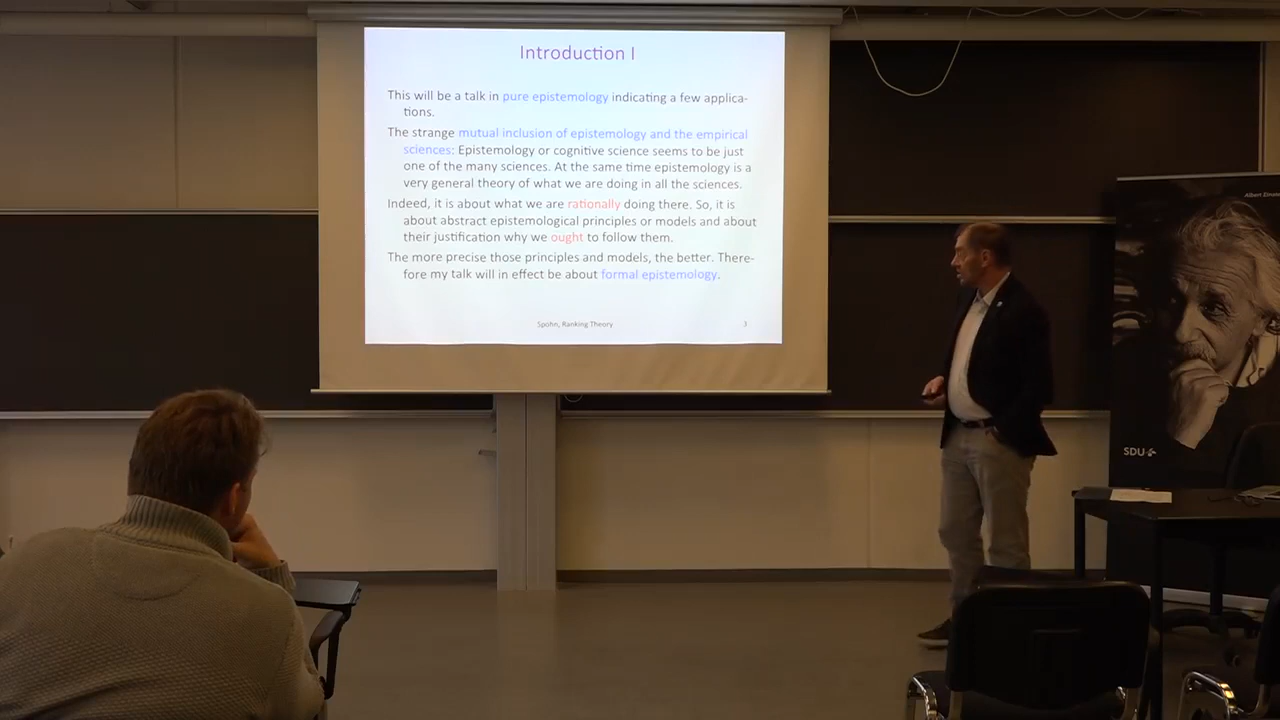 Introduction I
This will be a talk in pure epistemology indicating a few applica-
tions.
The strange mutual inclusion of epistemology and the empirical
sciences: Epistemology or cognitive science seems to be just
one of the many sciences. At the same time epistemology is a
very general theory of what we are doing in all the sciences.
Indeed, it is about what we are rationally doing there. So, it is
about abstract epistemological principles or models and about
their justification why we ought to follow them.
The more precise those principles and models, the better. There-
fore my talk will in effect be about formal epistemology.
Spohn, Ranking Theory
3
Albert Einstein
SDU